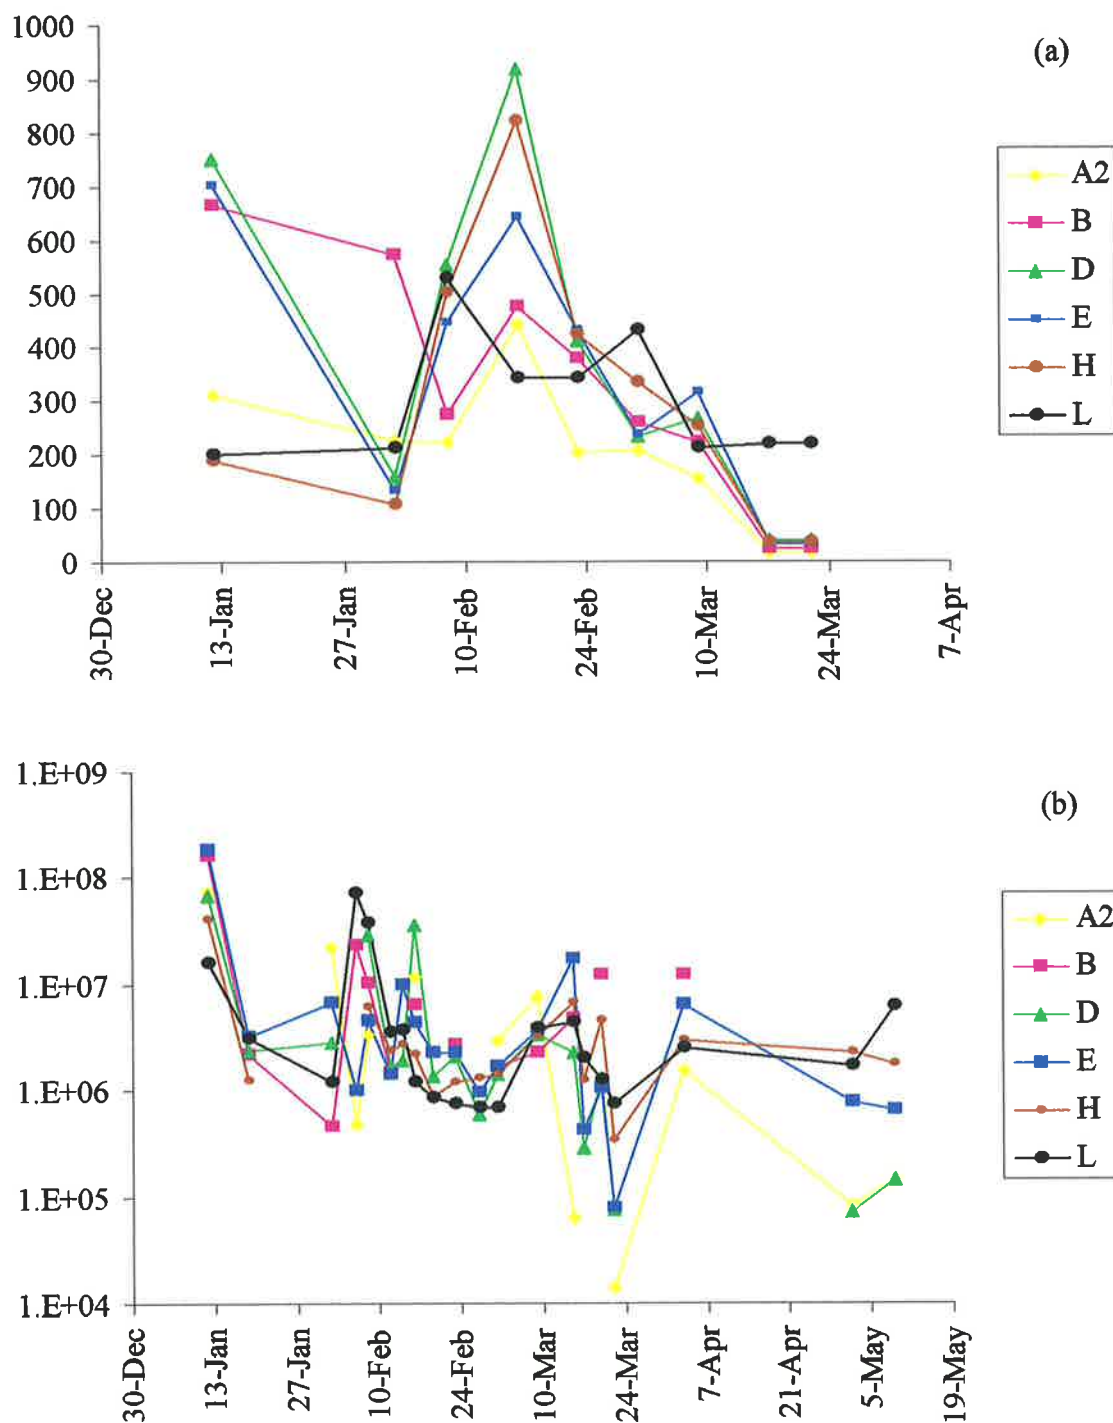 1000
900
800
700
600
500
400
300
200
100
0
30-Dec
13-Jan
27-Jan
10-Feb
24-Feb
10-Mar
24-Mar
7-Apr
(a)
A2
B
D
E
H
L
1.E+09
1.E+08
1.E+07
1.E+06
1.E+05
1.E+04
30-Dec
13-Jan
27-Jan
10-Feb
24-Feb
10-Mar
24-Mar
7-Apr
21-Apr
5-May
19-May
(b)
A2
B
D
E
H
L